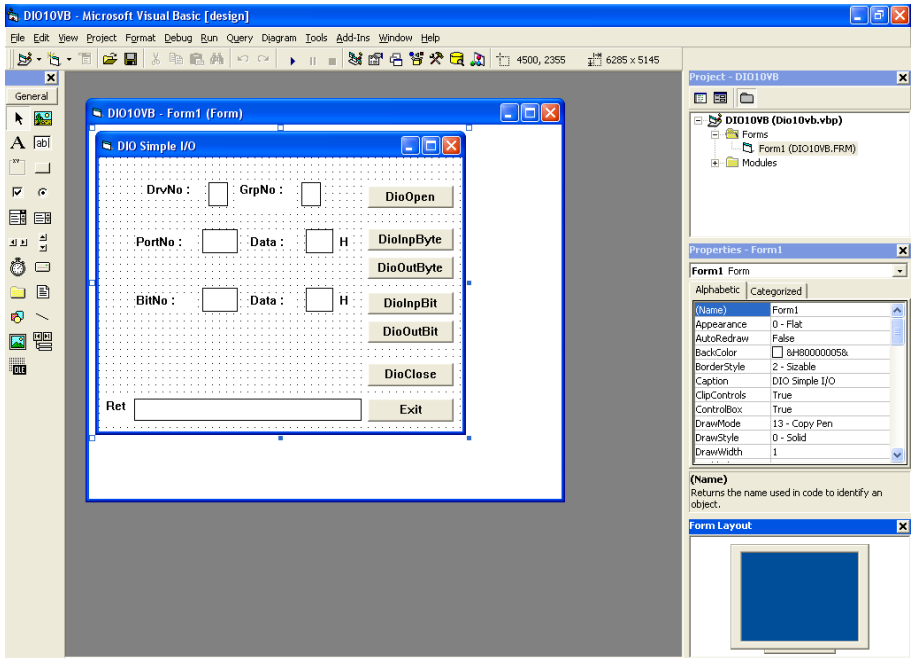 DIO10VB - Microsoft Visual Basic [design]
File Edit View Project Format Debug Run Query Diagram Tools Add-Ins Window Help
4500, 2355 6285 x 5145
General
A ab|
OLE
DIO10VB - Form1 (Form)
DIO Simple I/O
DrvNo : GrpNo : DioOpen
PortNo : Data : H DioInpByte
DioOutByte
BitNo : Data : H DioInpBit
DioOutBit
DioClose
Ret Exit
Project - DIO10VB
DIO10VB (Dio10vb.vbp)
Forms
Form1 (DIO10VB.FRM)
Modules
Properties - Form1
Form1 Form
Alphabetic Categorized
(Name) Form1
Appearance 0 - Flat
AutoRedraw False
BackColor &H80000005&
BorderStyle 2 - Sizable
Caption DIO Simple I/O
ClipControls True
ControlBox True
DrawMode 13 - Copy Pen
DrawStyle 0 - Solid
DrawWidth 1
(Name)
Returns the name used in code to identify an
object.
Form Layout